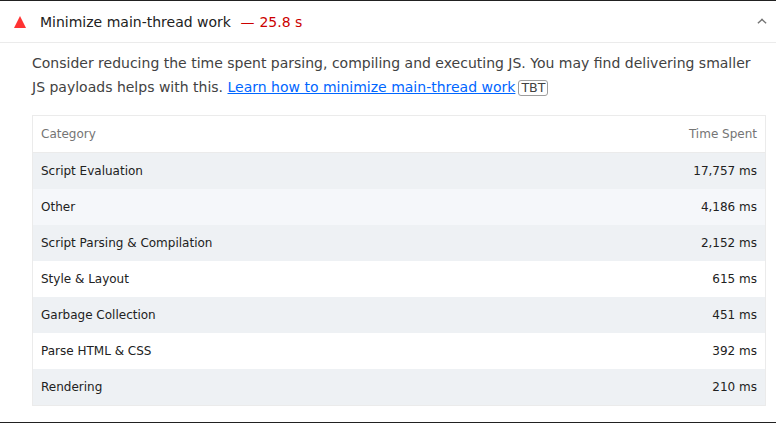 Minimize main-thread work — 25.8 s
Consider reducing the time spent parsing, compiling and executing JS. You may find delivering smaller
JS payloads helps with this. Learn how to minimize main-thread work TBT
Category Time Spent
Script Evaluation 17,757 ms
Other 4,186 ms
Script Parsing & Compilation 2,152 ms
Style & Layout 615 ms
Garbage Collection 451 ms
Parse HTML & CSS 392 ms
Rendering 210 ms